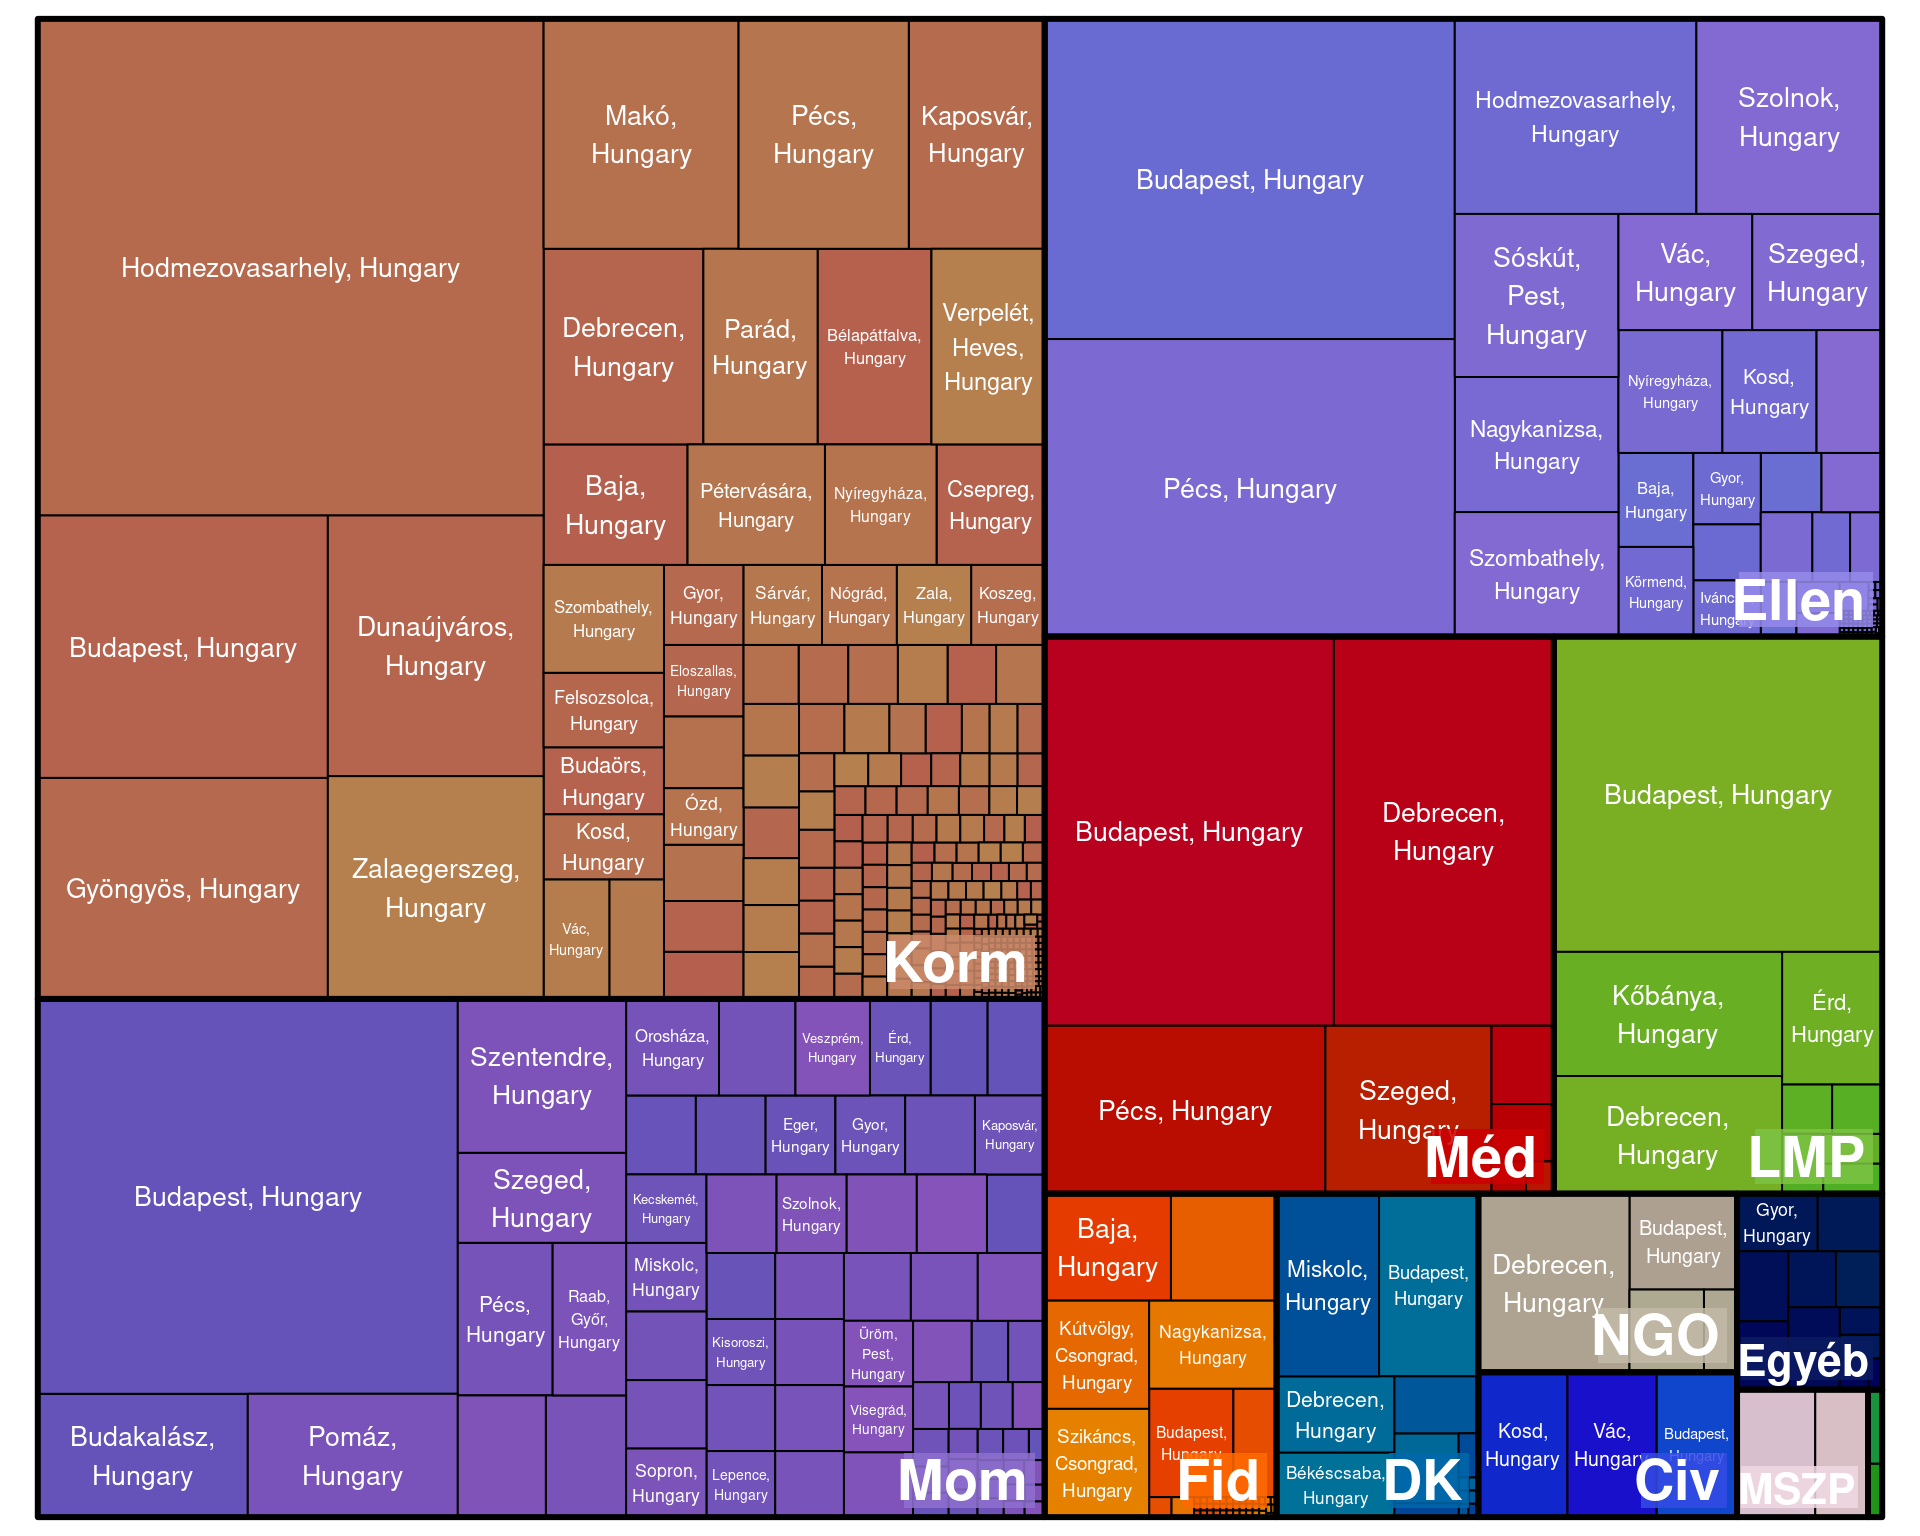 Hodmezovasarhely, Hungary
Makó,
Hungary
Pécs,
Hungary
Kaposvár,
Hungary
Debrecen,
Hungary
Parád,
Hungary
Bélapátfalva,
Hungary
Verpelét,
Heves,
Hungary
Baja,
Hungary
Pétervására,
Hungary
Nyíregyháza,
Hungary
Csepreg,
Hungary
Budapest, Hungary
Dunaújváros,
Hungary
Gyöngyös, Hungary
Zalaegerszeg,
Hungary
Szombathely,
Hungary
Gyor,
Hungary
Sárvár,
Hungary
Nógrád,
Hungary
Zala,
Hungary
Koszeg,
Hungary
Felsozsolca,
Hungary
Eloszallas,
Hungary
Budaörs,
Hungary
Ózd,
Hungary
Kosd,
Hungary
Vác,
Hungary
Korm
Budapest, Hungary
Pécs, Hungary
Hodmezovasarhely,
Hungary
Szolnok,
Hungary
Sóskút,
Pest,
Hungary
Vác,
Hungary
Szeged,
Hungary
Nyíregyháza,
Hungary
Kosd,
Hungary
Nagykanizsa,
Hungary
Baja,
Hungary
Gyor,
Hungary
Szombathely,
Hungary
Körmend,
Hungary
Ellen
Budapest, Hungary
Szentendre,
Hungary
Szeged,
Hungary
Pécs,
Hungary
Raab,
Győr,
Hungary
Budakalász,
Hungary
Pomáz,
Hungary
Orosháza,
Hungary
Veszprém,
Hungary
Érd,
Hungary
Eger,
Hungary
Gyor,
Hungary
Kaposvár,
Hungary
Kecskemét,
Hungary
Szolnok,
Hungary
Miskolc,
Hungary
Kisoroszi,
Hungary
Üröm,
Pest,
Hungary
Visegrád,
Hungary
Sopron,
Hungary
Lepence,
Hungary
Mom
Budapest, Hungary
Debrecen,
Hungary
Pécs, Hungary
Szeged,
Hungary
Méd
Budapest, Hungary
Kőbánya,
Hungary
Érd,
Hungary
Debrecen,
Hungary
LMP
Baja,
Hungary
Kútvölgy,
Csongrad,
Hungary
Nagykanizsa,
Hungary
Szikáncs,
Csongrad,
Hungary
Budapest,
Hungary
Fid
Miskolc,
Hungary
Budapest,
Hungary
Debrecen,
Hungary
Békéscsaba,
Hungary
DK
Debrecen,
Hungary
Budapest,
Hungary
NGO
Gyor,
Hungary
Egyéb
Kosd,
Hungary
Vác,
Hungary
Budapest,
Hungary
Civ
MSZP